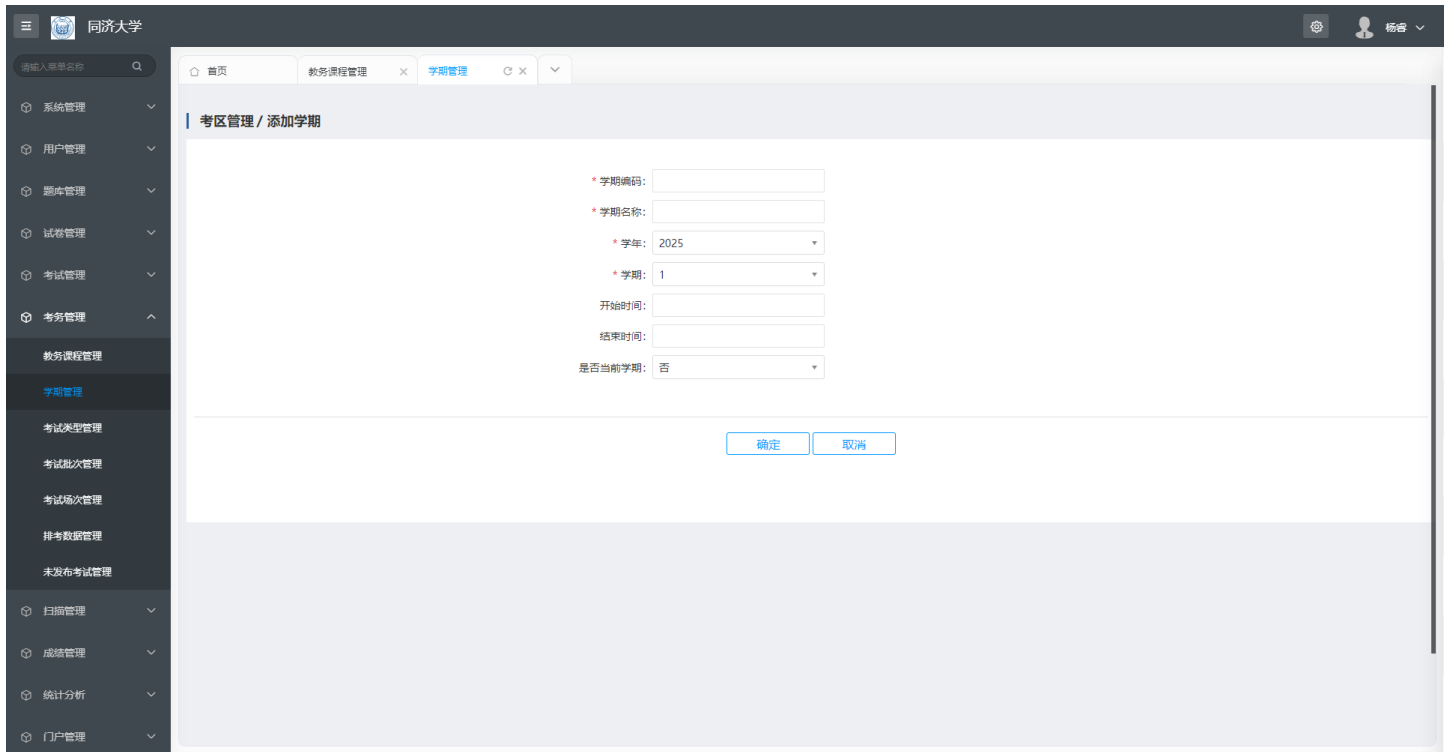 同济大学
杨睿
请输入菜单名称
首页
教务课程管理
学期管理
系统管理
用户管理
题库管理
试卷管理
考试管理
考务管理
教务课程管理
学期管理
考试类型管理
考试批次管理
考试场次管理
排考数据管理
未发布考试管理
扫描管理
成绩管理
统计分析
门户管理
考区管理 / 添加学期
* 学期编码：
* 学期名称：
* 学年： 2025
* 学期： 1
开始时间：
结束时间：
是否当前学期： 否
确定 取消